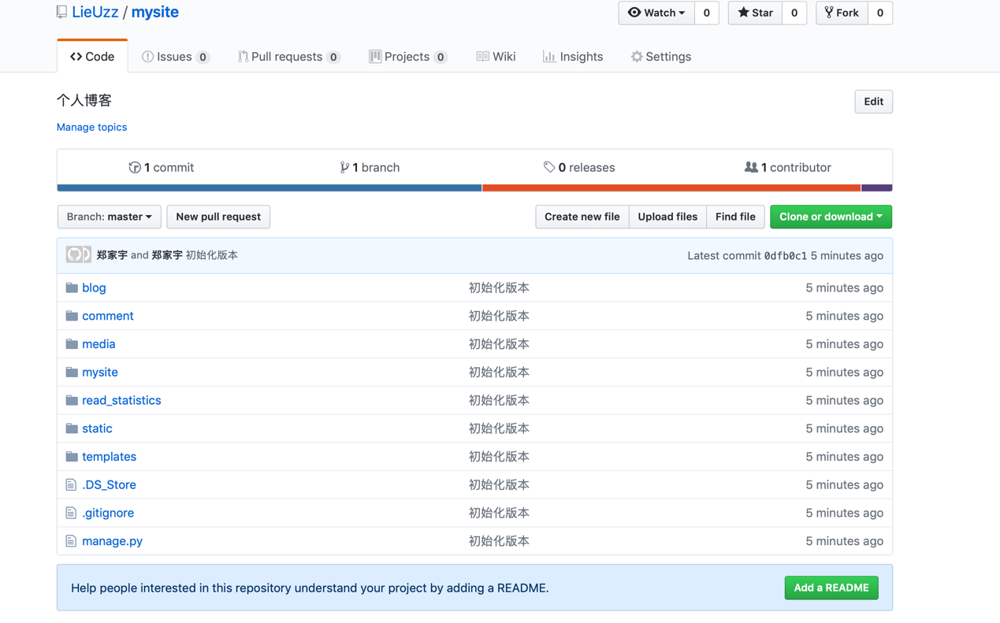 LieUzz / mysite Watch 0 Star 0 Fork 0
Code Issues 0 Pull requests 0 Projects 0 Wiki Insights Settings
个人博客 Edit
Manage topics
1 commit 1 branch 0 releases 1 contributor
Branch: master New pull request Create new file Upload files Find file Clone or download
郑家宇 and 郑家宇 初始化版本 Latest commit 0dfb0c1 5 minutes ago
blog 初始化版本 5 minutes ago
comment 初始化版本 5 minutes ago
media 初始化版本 5 minutes ago
mysite 初始化版本 5 minutes ago
read_statistics 初始化版本 5 minutes ago
static 初始化版本 5 minutes ago
templates 初始化版本 5 minutes ago
.DS_Store 初始化版本 5 minutes ago
.gitignore 初始化版本 5 minutes ago
manage.py 初始化版本 5 minutes ago
Help people interested in this repository understand your project by adding a README. Add a README